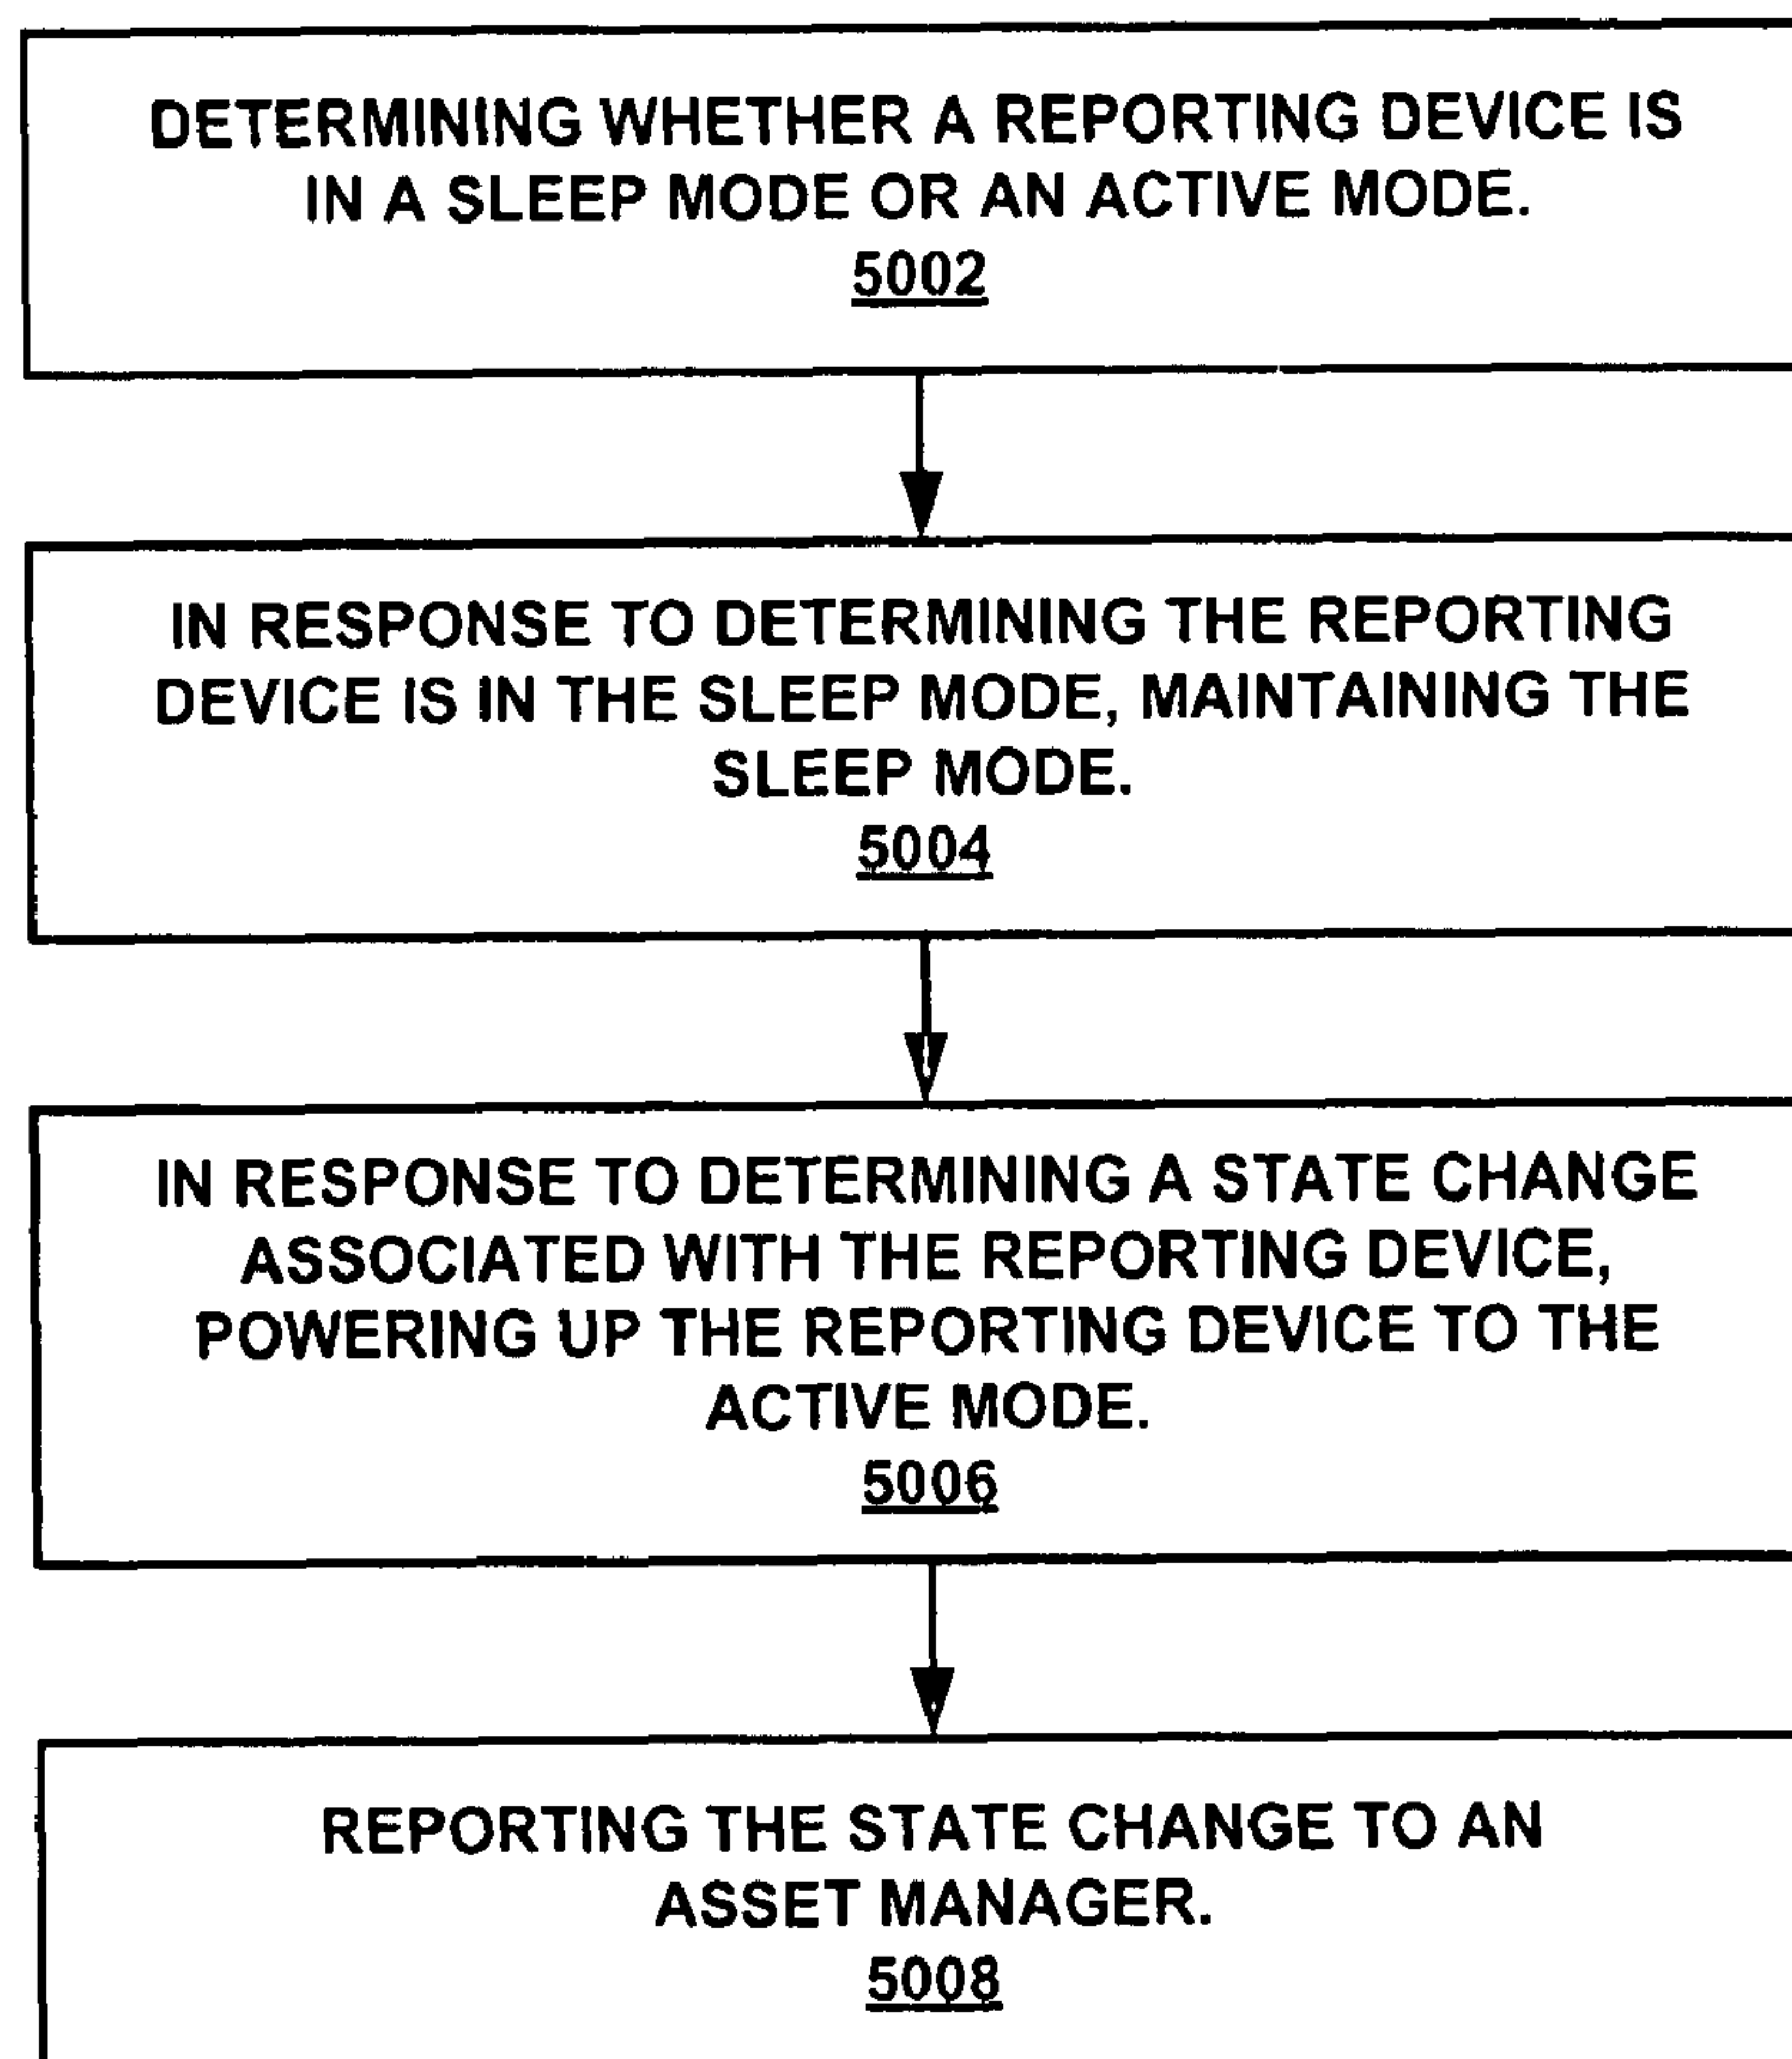 DETERMINING WHETHER A REPORTING DEVICE IS
IN A SLEEP MODE OR AN ACTIVE MODE.
5002
IN RESPONSE TO DETERMINING THE REPORTING
DEVICE IS IN THE SLEEP MODE, MAINTAINING THE
SLEEP MODE.
5004
IN RESPONSE TO DETERMINING A STATE CHANGE
ASSOCIATED WITH THE REPORTING DEVICE,
POWERING UP THE REPORTING DEVICE TO THE
ACTIVE MODE.
5006
REPORTING THE STATE CHANGE TO AN
ASSET MANAGER.
5008